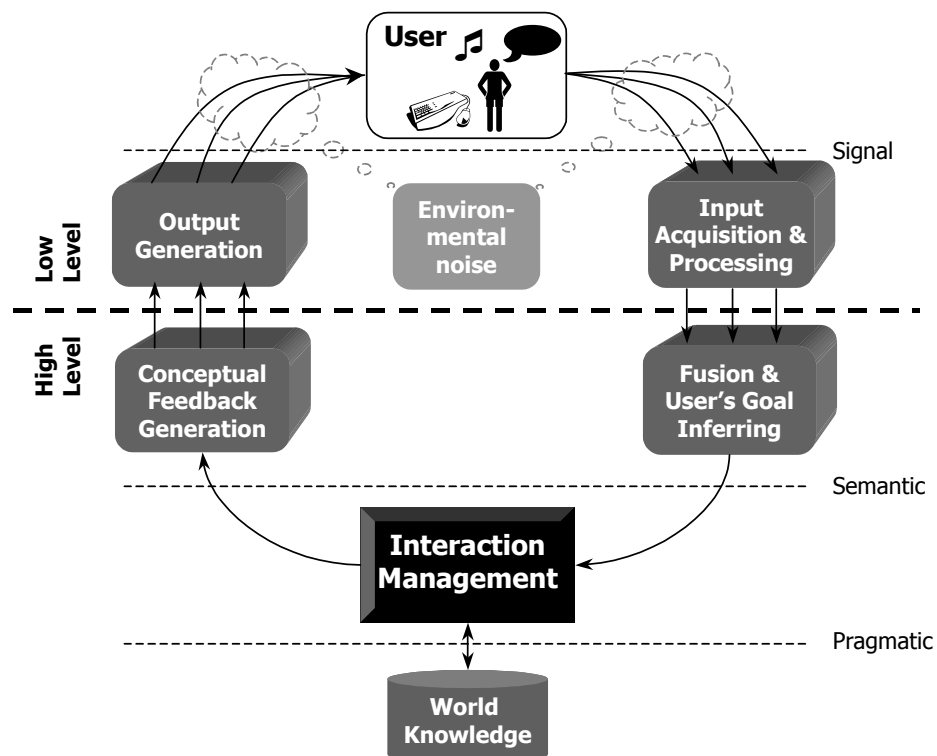 User
Signal
Output
Generation
Environ-
mental
noise
Input
Acquisition &
Processing
Low
Level
High
Level
Conceptual
Feedback
Generation
Fusion &
User's Goal
Inferring
Semantic
Interaction
Management
Pragmatic
World
Knowledge